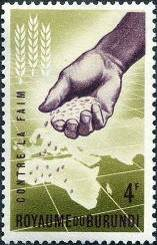 CONTRE LA FAIM
4F
ROYAUME DU BURUNDI